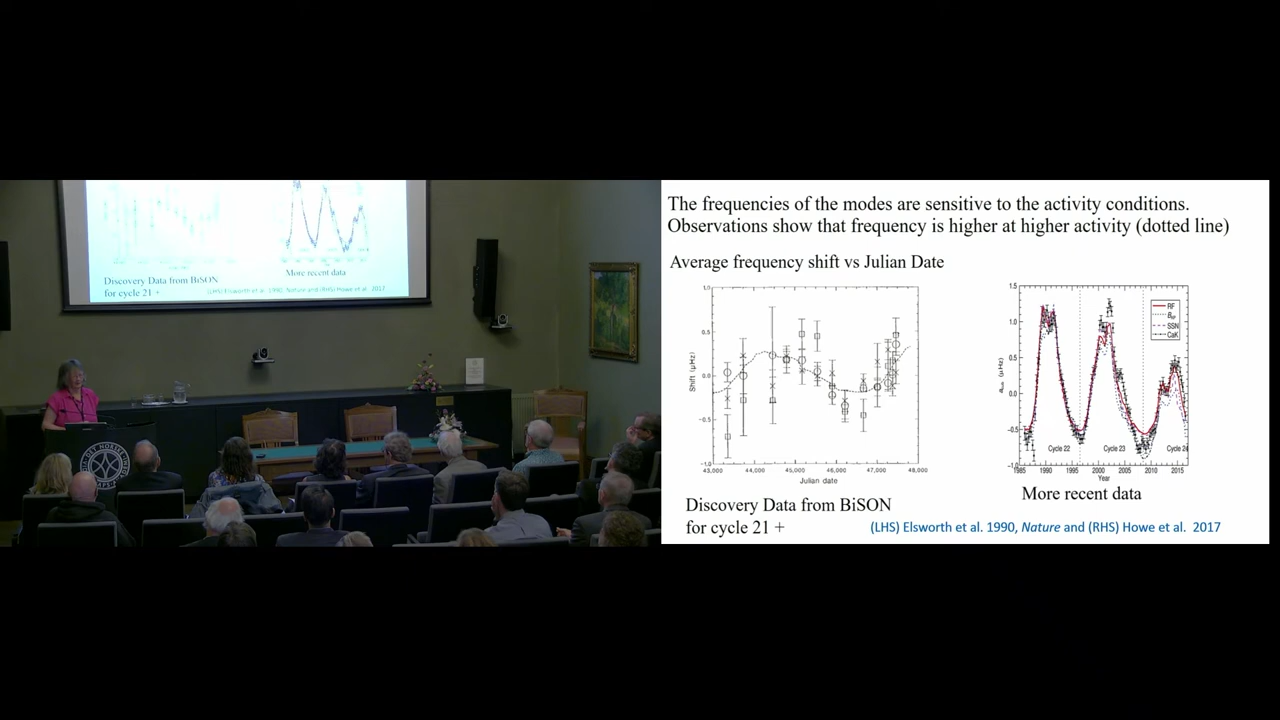 Discovery Data from BiSON
for cycle 21 +
More recent data
(LHS) Elsworth et al. 1990, Nature and (RHS) Howe et al. 2017
The frequencies of the modes are sensitive to the activity conditions.
Observations show that frequency is higher at higher activity (dotted line)
Average frequency shift vs Julian Date
1.0
0.5
0.0
-0.5
-1.0
Shift (μHz)
43,000 44,000 45,000 46,000 47,000 48,000
Julian date
1.5
1.0
0.5
0.0
-0.5
-1.0
(μHz)
RF
SSN
CaK
Cycle 22 Cycle 23 Cycle 24
1985 1990 1995 2000 2005 2010 2015
Year
Discovery Data from BiSON
for cycle 21 +
More recent data
(LHS) Elsworth et al. 1990, Nature and (RHS) Howe et al. 2017